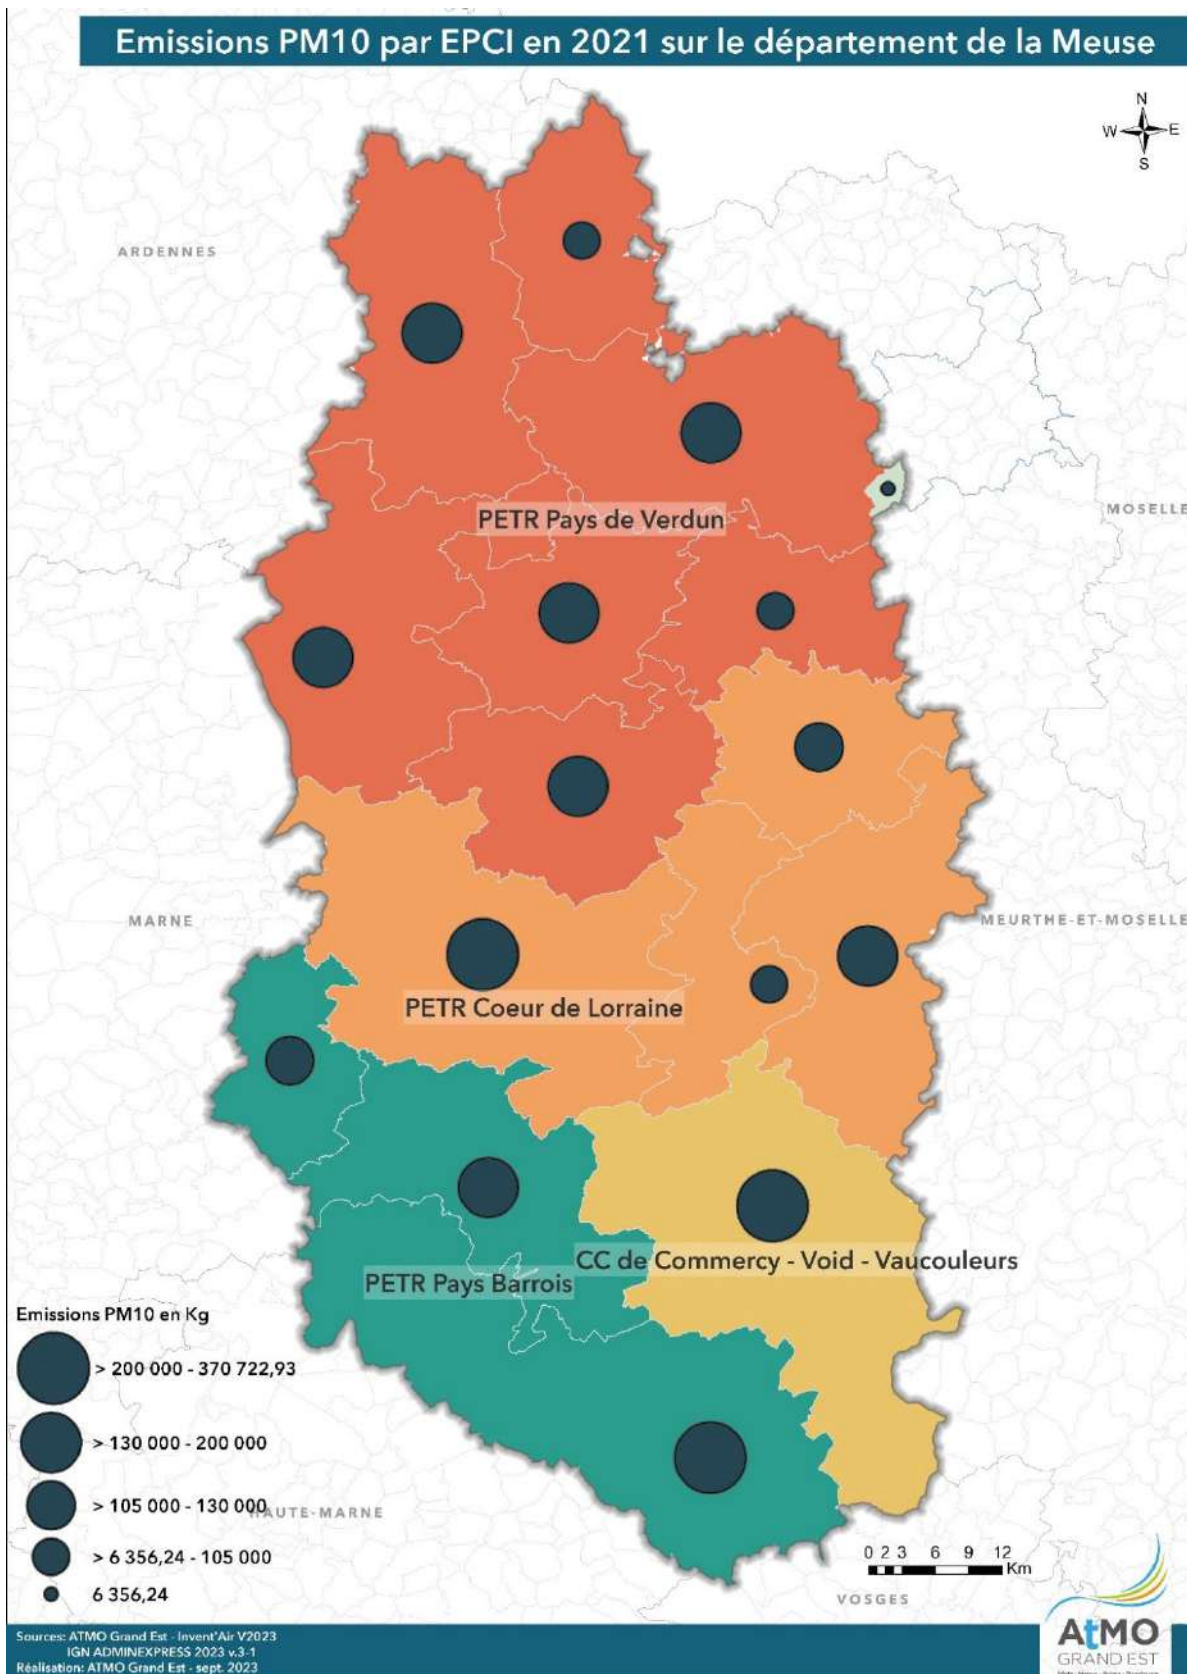 Emissions PM10 par EPCI en 2021 sur le département de la Meuse
N
W E
S
ARDENNES
MOSELLE
PETR Pays de Verdun
MARNE
MEURTHE-ET-MOSELLE
PETR Coeur de Lorraine
CC de Commercy - Void - Vaucouleurs
PETR Pays Barrois
Emissions PM10 en Kg
> 200 000 - 370 722,93
> 130 000 - 200 000
> 105 000 - 130 000
HAUTE-MARNE
> 6 356,24 - 105 000
6 356,24
0 2 3 6 9 12
Km
VOSGES
Sources: ATMO Grand Est - Invent'Air V2023
IGN ADMINEXPRESS 2023 v.3-1
Réalisation: ATMO Grand Est - sept. 2023
AtMO
GRAND EST